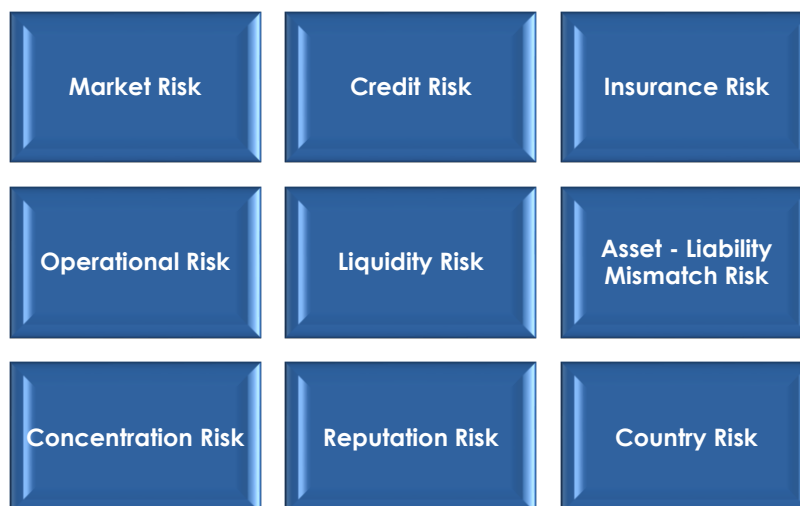 Market Risk
Credit Risk
Insurance Risk
Operational Risk
Liquidity Risk
Asset - Liability
Mismatch Risk
Concentration Risk
Reputation Risk
Country Risk